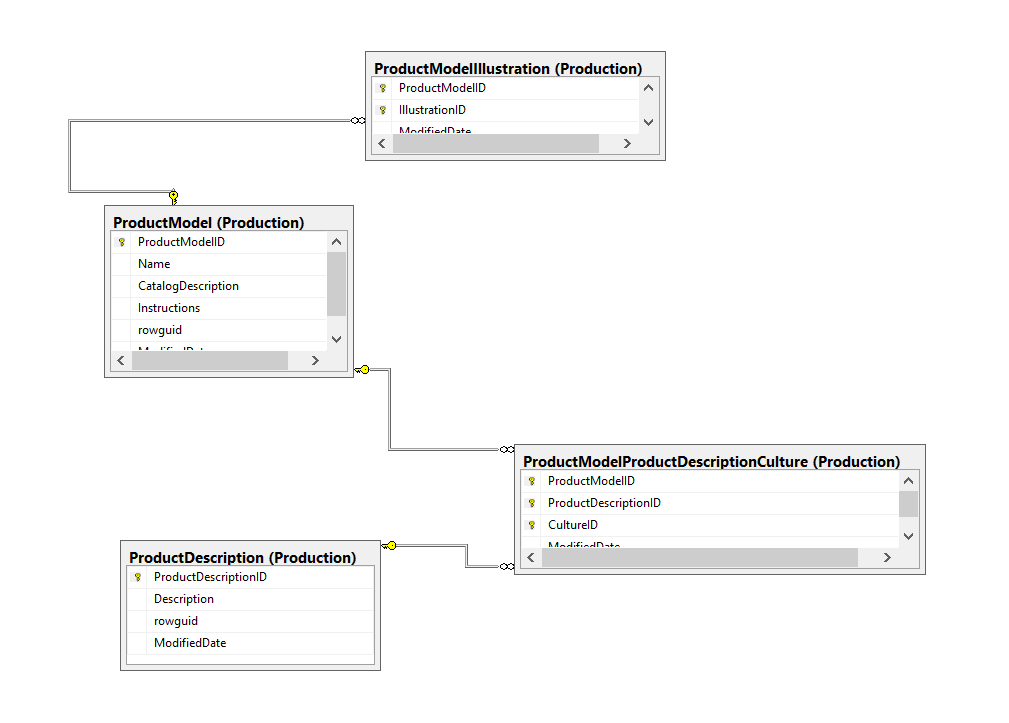 ProductModelIllustration (Production)
ProductModelID
IllustrationID
ModifiedDate
ProductModel (Production)
ProductModelID
Name
CatalogDescription
Instructions
rowguid
ModifiedDate
ProductModelProductDescriptionCulture (Production)
ProductModelID
ProductDescriptionID
CultureID
ModifiedDate
ProductDescription (Production)
ProductDescriptionID
Description
rowguid
ModifiedDate